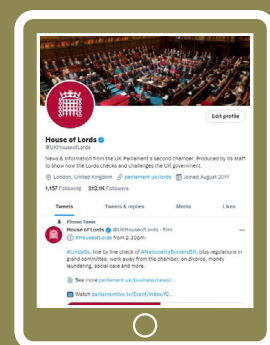 Edit profile
House of Lords
@UKHouseofLords
News & information from the UK Parliament's second chamber. Produced by its staff
to show how the Lords checks and challenges the UK government.
London, United Kingdom parliament.uk/lords Joined August 2011
1,157 Following 312.1K Followers
Tweets Tweets & replies Media Likes
Pinned Tweet
House of Lords @UKHouseofLords · 11m
#HouseofLords from 2.30pm:
#LordsDs, line by line check of #NationalityBordersBill, plus regulations in
grand committee, work away from the chamber, on divorce, money
laundering, social care and more.
See more parliament.uk/business/news/...
Watch parliamentlive.tv/Event/Index/f2...